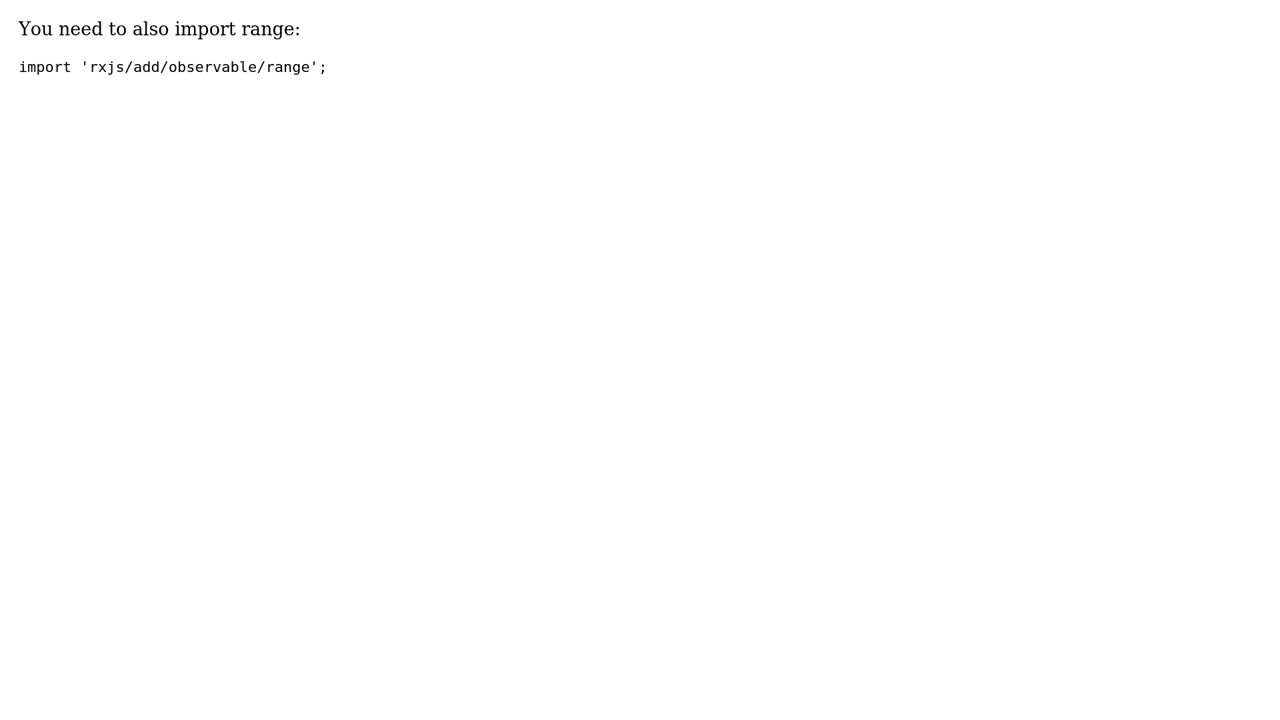 You need to also import range:
import 'rxjs/add/observable/range';